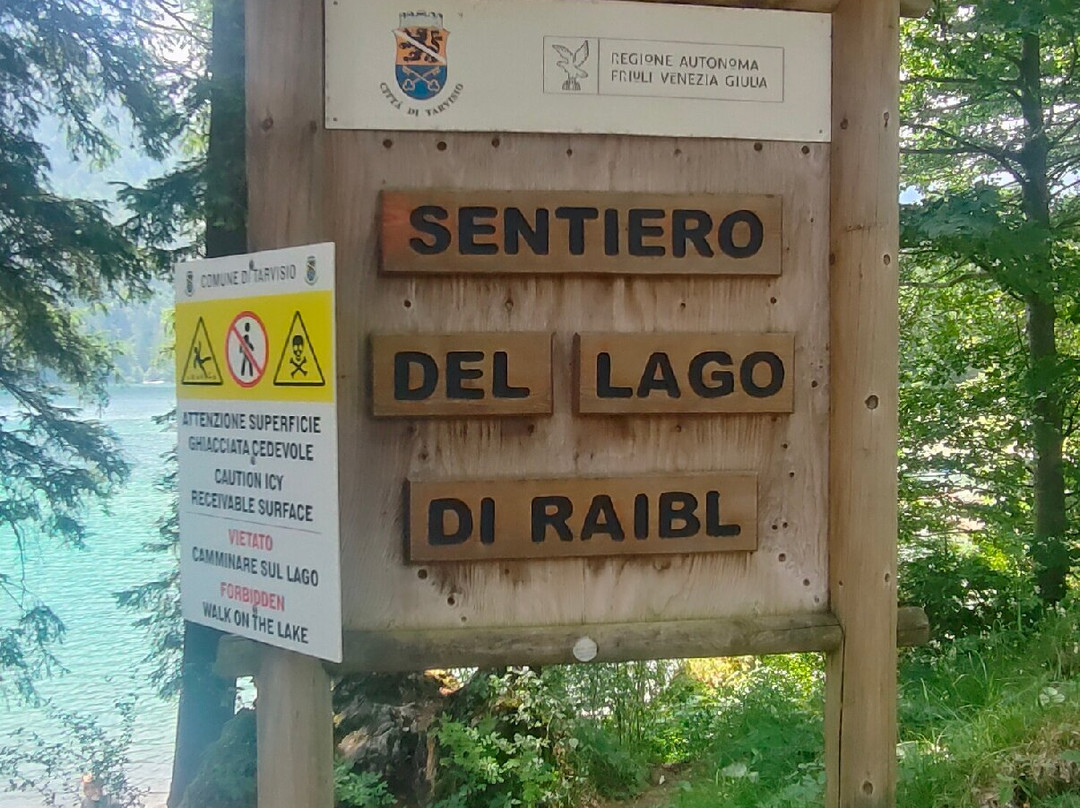 CITTÀ DI TARVISIO
REGIONE AUTONOMA
FRIULI VENEZIA GIULIA
SENTIERO
DEL LAGO
DI RAIBL
COMUNE DI TARVISIO
ATTENZIONE SUPERFICIE
GHIACCIATA CEDEVOLE
CAUTION ICY
RECEIVABLE SURFACE
VIETATO
CAMMINARE SUL LAGO
FORBIDDEN
WALK ON THE LAKE